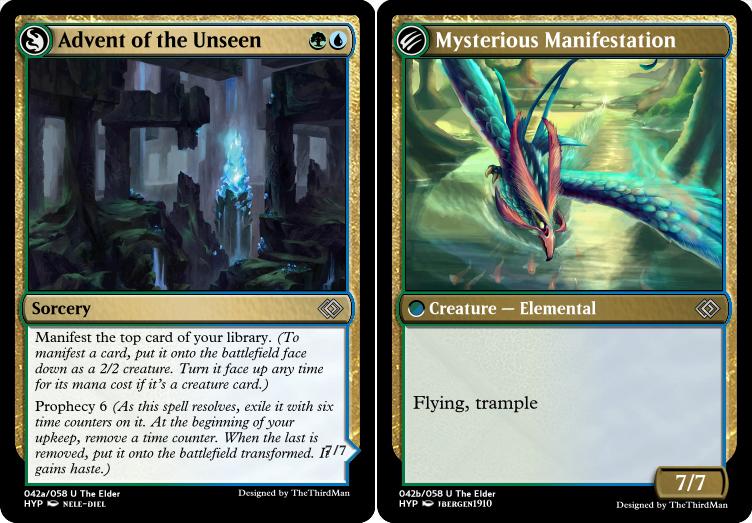 Advent of the Unseen
Sorcery
Manifest the top card of your library. (To
manifest a card, put it onto the battlefield face
down as a 2/2 creature. Turn it face up any time
for its mana cost if it's a creature card.)
Prophecy 6 (As this spell resolves, exile it with six
time counters on it. At the beginning of your
upkeep, remove a time counter. When the last is
removed, put it onto the battlefield transformed. It
7/7
gains haste.)
042a/058 U The Elder
HYP NELE-DIEL
Designed by TheThirdMan
Mysterious Manifestation
Creature — Elemental
Flying, trample
7/7
042b/058 U The Elder
HYP IBERGEN1910
Designed by TheThirdMan